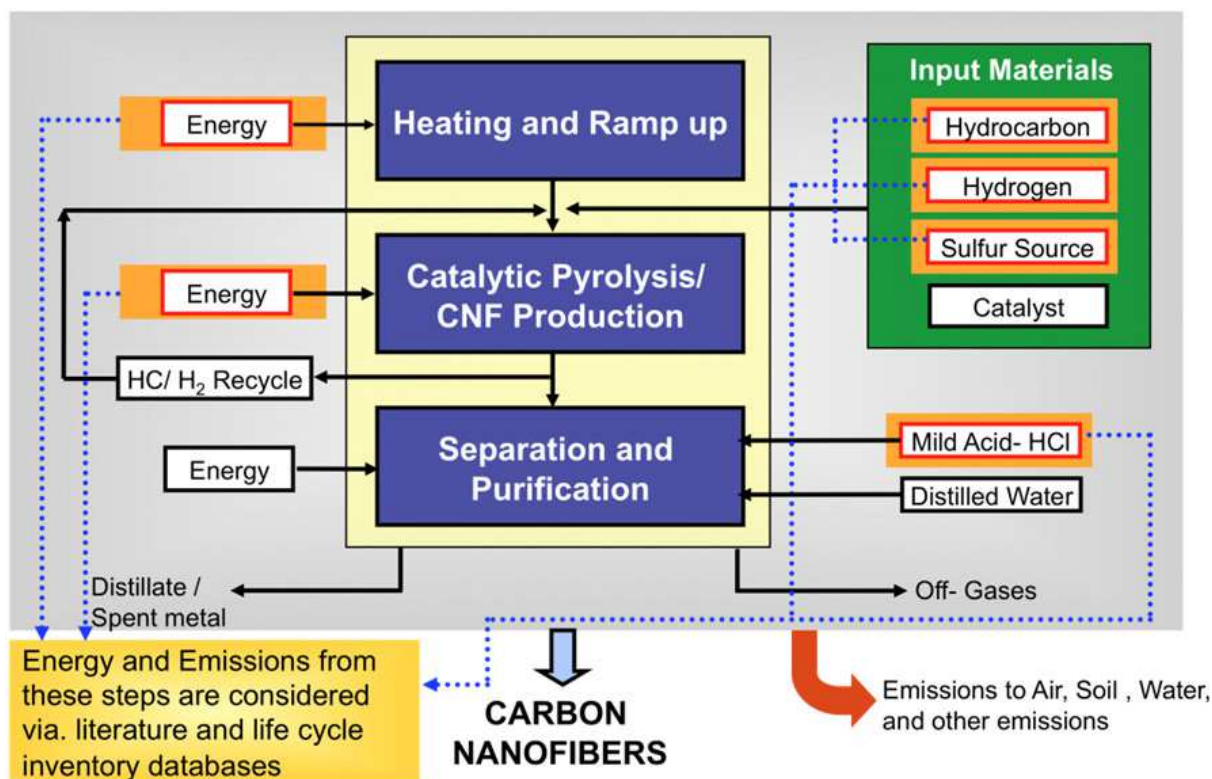 Input Materials
Energy
Heating and Ramp up
Hydrocarbon
Hydrogen
Sulfur Source
Catalyst
Energy
Catalytic Pyrolysis/
CNF Production
HC/ H₂ Recycle
Energy
Separation and
Purification
Mild Acid- HCl
Distilled Water
Distillate /
Spent metal
Off- Gases
Energy and Emissions from
these steps are considered
via. literature and life cycle
inventory databases
CARBON
NANOFIBERS
Emissions to Air, Soil , Water,
and other emissions